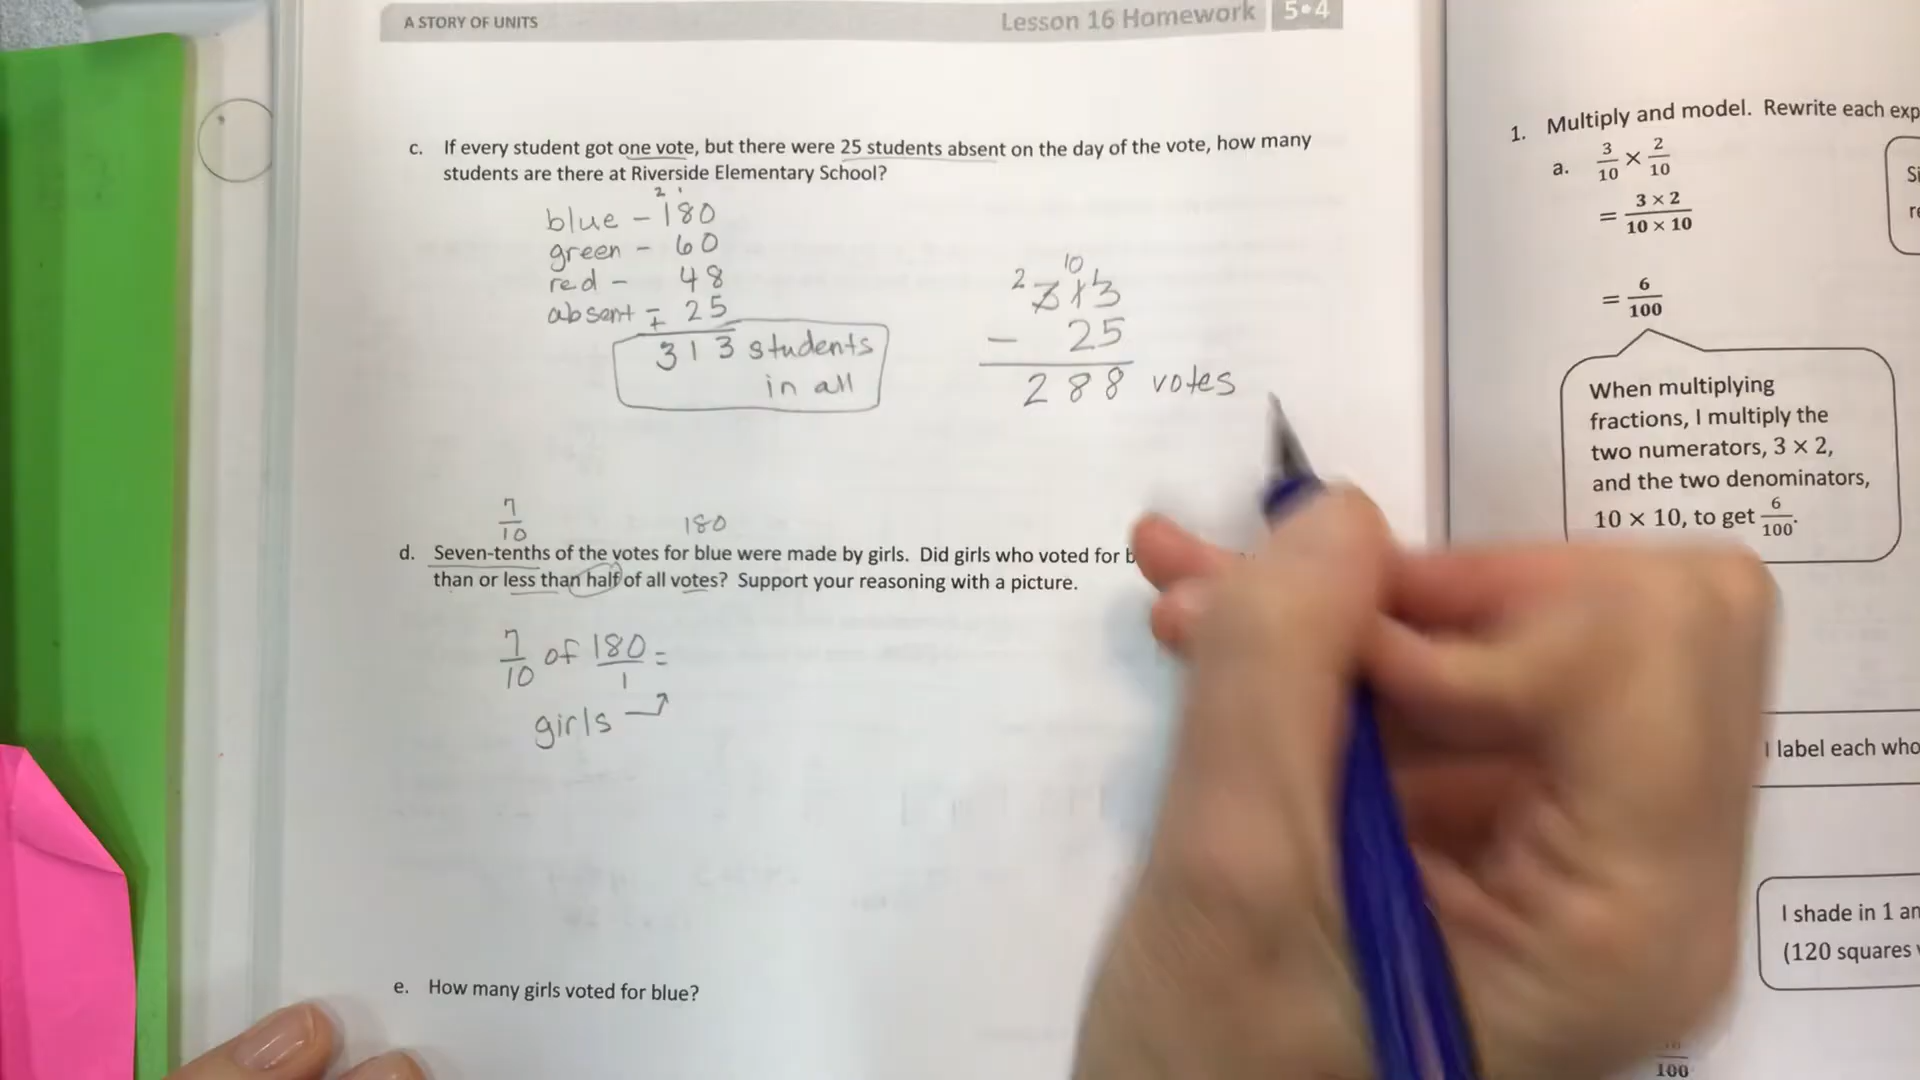 A STORY OF UNITS
Lesson 16 Homework 5•4
c. If every student got one vote, but there were 25 students absent on the day of the vote, how many
students are there at Riverside Elementary School?
2 1
blue - 180
green - 60
red - 48
absent - + 25
313 students
in all
10
2 313
- 25
288 votes
7/10
180
d. Seven-tenths of the votes for blue were made by girls. Did girls who voted for
than or less than half of all votes? Support your reasoning with a picture.
7/10 of 180/1 =
girls
e. How many girls voted for blue?
1. Multiply and model. Rewrite each
a. 3/10 × 2/10
= 3 × 2/10 × 10
= 6/100
When multiplying
fractions, I multiply the
two numerators, 3 × 2,
and the two denominators,
10 × 10, to get 6/100.
I label each
I shade in 1
(120 squares
100